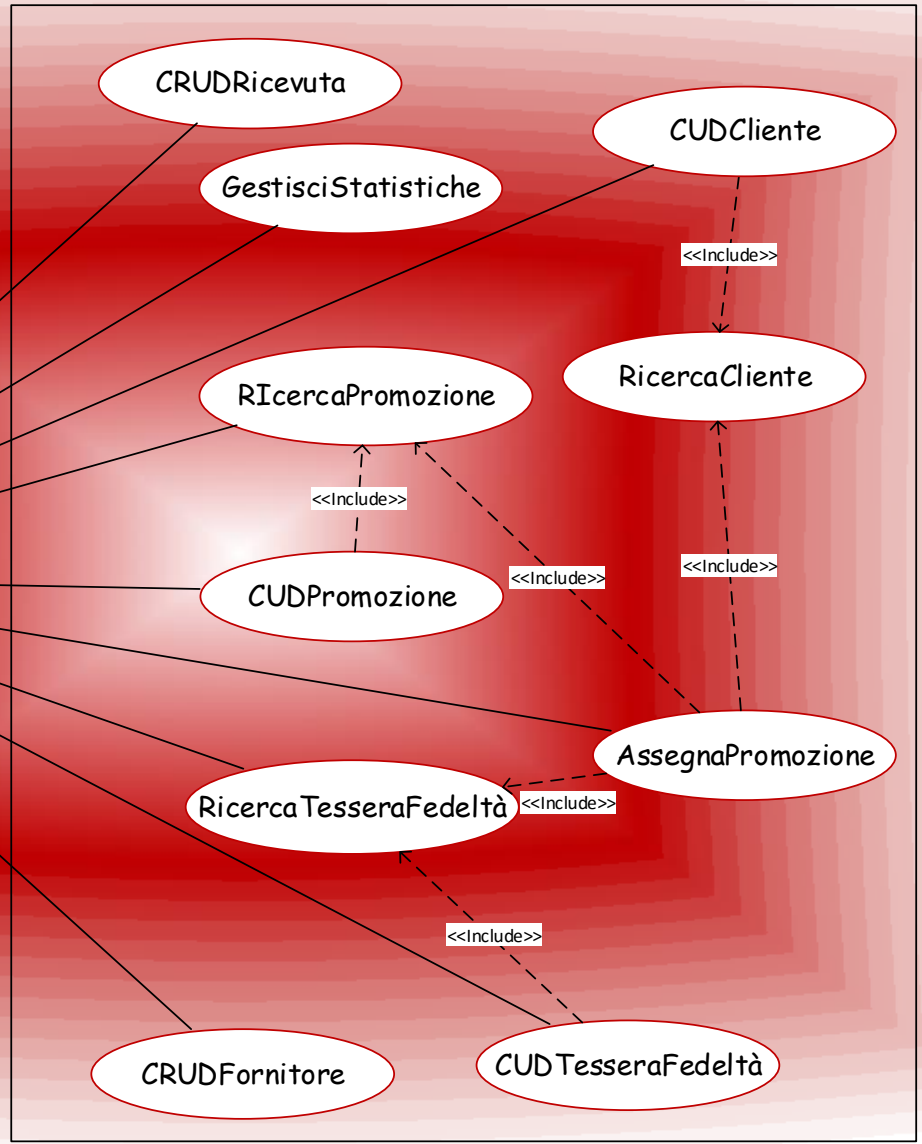 CRUDRicevuta
CUDCliente
GestisciStatistiche
<<Include>>
RIcercaPromozione
RicercaCliente
<<Include>>
<<Include>>
<<Include>>
CUDPromozione
AssegnaPromozione
RicercaTesseraFedeltà
<<Include>>
<<Include>>
CRUDFornitore
CUDTesseraFedeltà